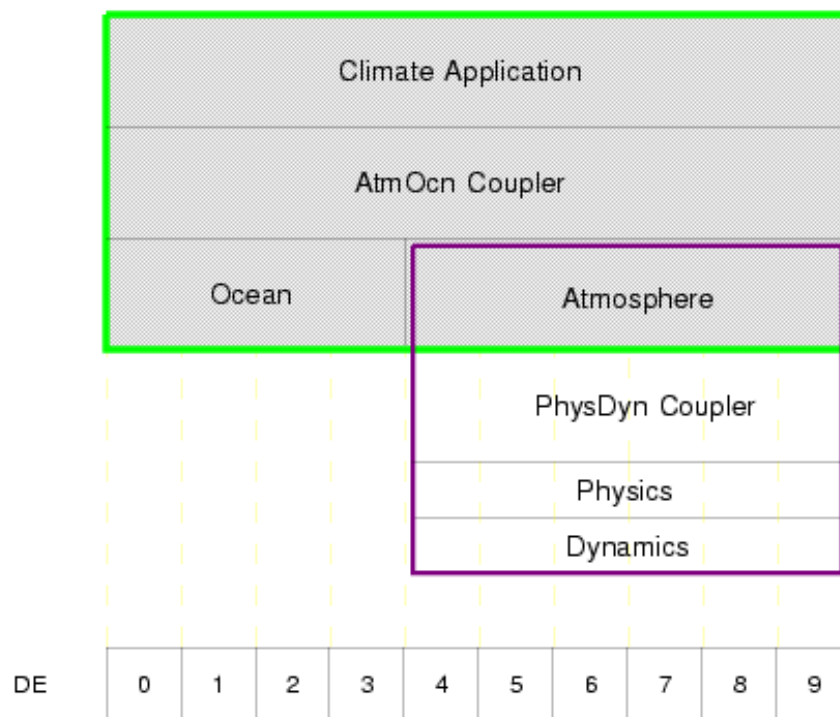 Climate Application
AtmOcn Coupler
Ocean
Atmosphere
PhysDyn Coupler
Physics
Dynamics
DE 0 1 2 3 4 5 6 7 8 9